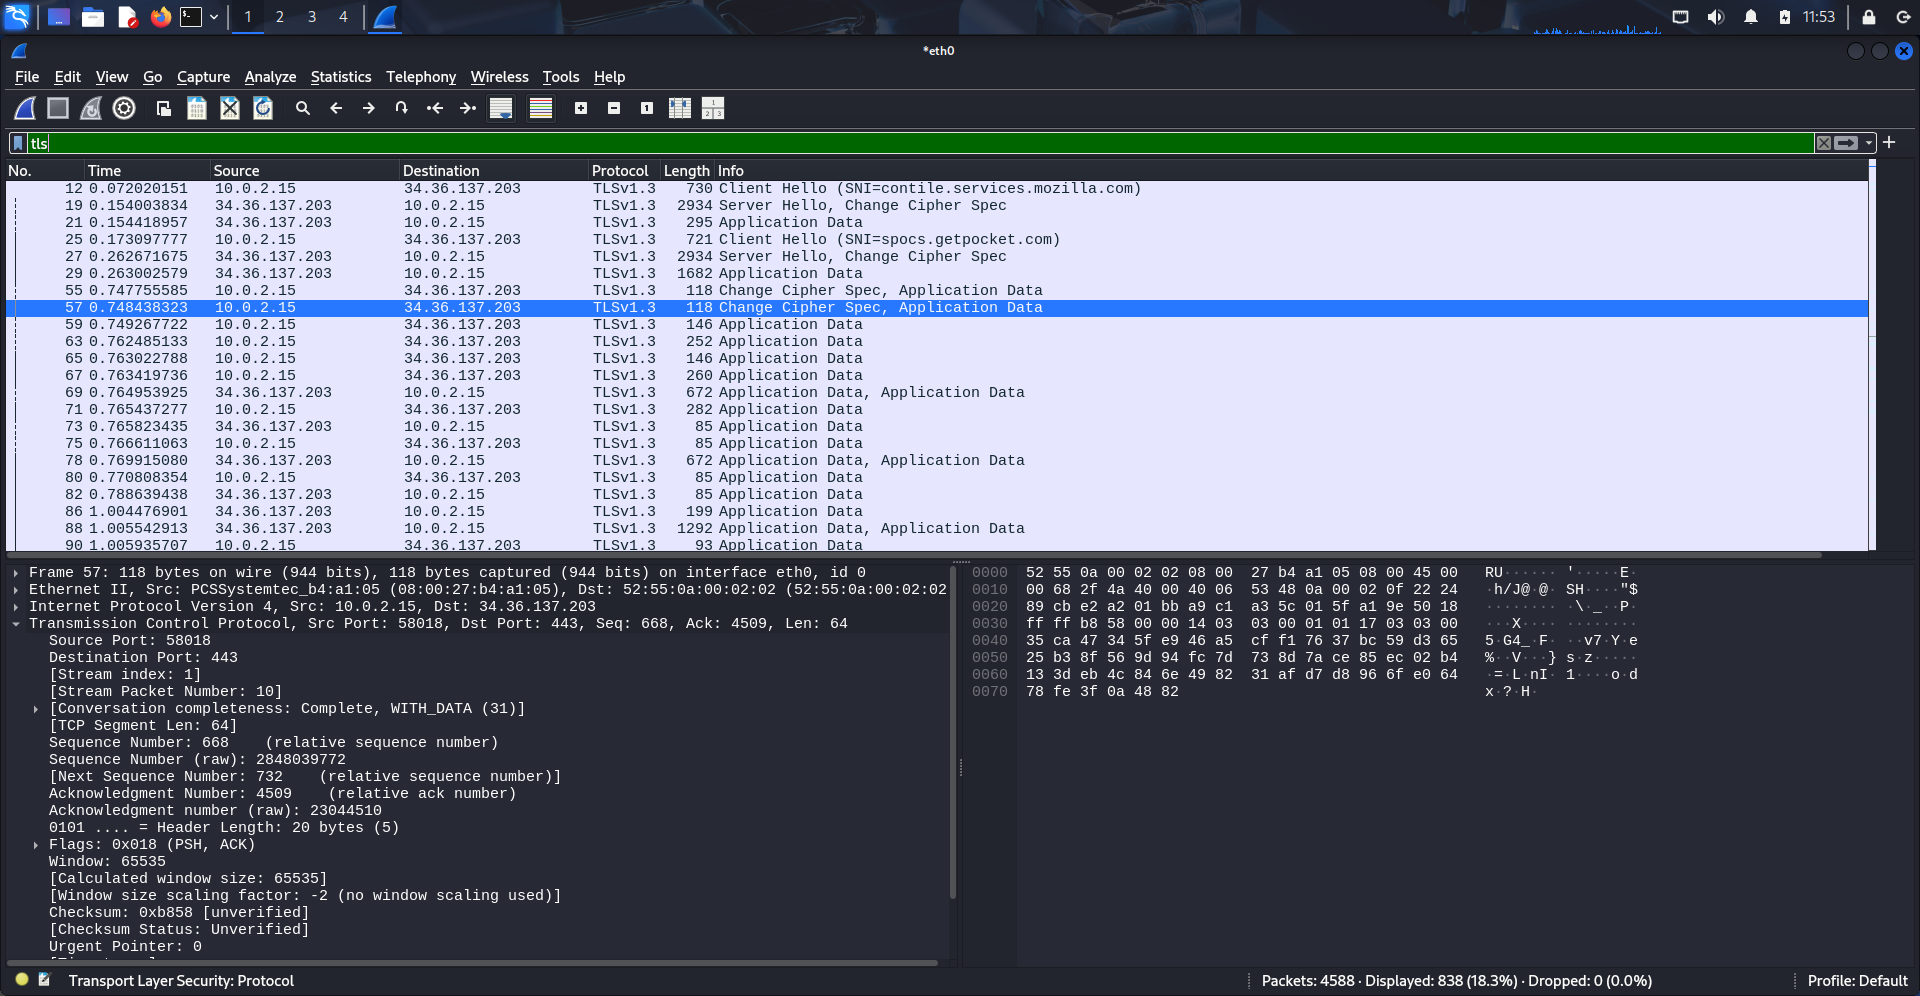 1 2 3 4 11:53
*eth0
File Edit View Go Capture Analyze Statistics Telephony Wireless Tools Help
tls
No. Time Source Destination Protocol Length Info
12 0.072020151 10.0.2.15 34.36.137.203 TLSv1.3 730 Client Hello (SNI=contile.services.mozilla.com)
19 0.154003834 34.36.137.203 10.0.2.15 TLSv1.3 2934 Server Hello, Change Cipher Spec
21 0.154418957 34.36.137.203 10.0.2.15 TLSv1.3 295 Application Data
25 0.173097777 10.0.2.15 34.36.137.203 TLSv1.3 721 Client Hello (SNI=spocs.getpocket.com)
27 0.262671675 34.36.137.203 10.0.2.15 TLSv1.3 2934 Server Hello, Change Cipher Spec
29 0.263002579 34.36.137.203 10.0.2.15 TLSv1.3 1682 Application Data
55 0.747755585 10.0.2.15 34.36.137.203 TLSv1.3 118 Change Cipher Spec, Application Data
57 0.748438323 10.0.2.15 34.36.137.203 TLSv1.3 118 Change Cipher Spec, Application Data
59 0.749267722 10.0.2.15 34.36.137.203 TLSv1.3 146 Application Data
63 0.762485133 10.0.2.15 34.36.137.203 TLSv1.3 252 Application Data
65 0.763022788 10.0.2.15 34.36.137.203 TLSv1.3 146 Application Data
67 0.763419736 10.0.2.15 34.36.137.203 TLSv1.3 260 Application Data
69 0.764953925 34.36.137.203 10.0.2.15 TLSv1.3 672 Application Data, Application Data
71 0.765437277 10.0.2.15 34.36.137.203 TLSv1.3 282 Application Data
73 0.765823435 34.36.137.203 10.0.2.15 TLSv1.3 85 Application Data
75 0.766611063 10.0.2.15 34.36.137.203 TLSv1.3 85 Application Data
78 0.769915080 34.36.137.203 10.0.2.15 TLSv1.3 672 Application Data, Application Data
80 0.770808354 10.0.2.15 34.36.137.203 TLSv1.3 85 Application Data
82 0.788639438 34.36.137.203 10.0.2.15 TLSv1.3 85 Application Data
86 1.004476901 34.36.137.203 10.0.2.15 TLSv1.3 199 Application Data
88 1.005542913 34.36.137.203 10.0.2.15 TLSv1.3 1292 Application Data, Application Data
90 1.005935707 10.0.2.15 34.36.137.203 TLSv1.3 93 Application Data
Frame 57: 118 bytes on wire (944 bits), 118 bytes captured (944 bits) on interface eth0, id 0
Ethernet II, Src: PCSSystemtec_b4:a1:05 (08:00:27:b4:a1:05), Dst: 52:55:0a:00:02:02 (52:55:0a:00:02:02
Internet Protocol Version 4, Src: 10.0.2.15, Dst: 34.36.137.203
Transmission Control Protocol, Src Port: 58018, Dst Port: 443, Seq: 668, Ack: 4509, Len: 64
Source Port: 58018
Destination Port: 443
[Stream index: 1]
[Stream Packet Number: 10]
[Conversation completeness: Complete, WITH_DATA (31)]
[TCP Segment Len: 64]
Sequence Number: 668 (relative sequence number)
Sequence Number (raw): 2848039772
[Next Sequence Number: 732 (relative sequence number)]
Acknowledgment Number: 4509 (relative ack number)
Acknowledgment number (raw): 23044510
0101 .... = Header Length: 20 bytes (5)
Flags: 0x018 (PSH, ACK)
Window: 65535
[Calculated window size: 65535]
[Window size scaling factor: -2 (no window scaling used)]
Checksum: 0xb858 [unverified]
[Checksum Status: Unverified]
Urgent Pointer: 0
0000 52 55 0a 00 02 02 08 00 27 b4 a1 05 08 00 45 00 RU······ '·····E·
0010 00 68 2f 4a 40 00 40 06 53 48 0a 00 02 0f 22 24 ·h/J@·@· SH····"$
0020 89 cb e2 a2 01 bb a9 c1 a3 5c 01 5f a1 9e 50 18 ········ ·\·_··P·
0030 ff ff b8 58 00 00 14 03 03 00 01 01 17 03 03 00 ···X···· ········
0040 35 ca 47 34 5f e9 46 a5 cf f1 76 37 bc 59 d3 65 5·G4_·F· ··v7·Y·e
0050 25 b3 8f 56 9d 94 fc 7d 73 8d 7a ce 85 ec 02 b4 %··V···} s·z·····
0060 13 3d eb 4c 84 6e 49 82 31 af d7 d8 96 6f e0 64 ·=·L·nI· 1····o·d
0070 78 fe 3f 0a 48 82 x·?·H·
Transport Layer Security: Protocol Packets: 4588 · Displayed: 838 (18.3%) · Dropped: 0 (0.0%) Profile: Default